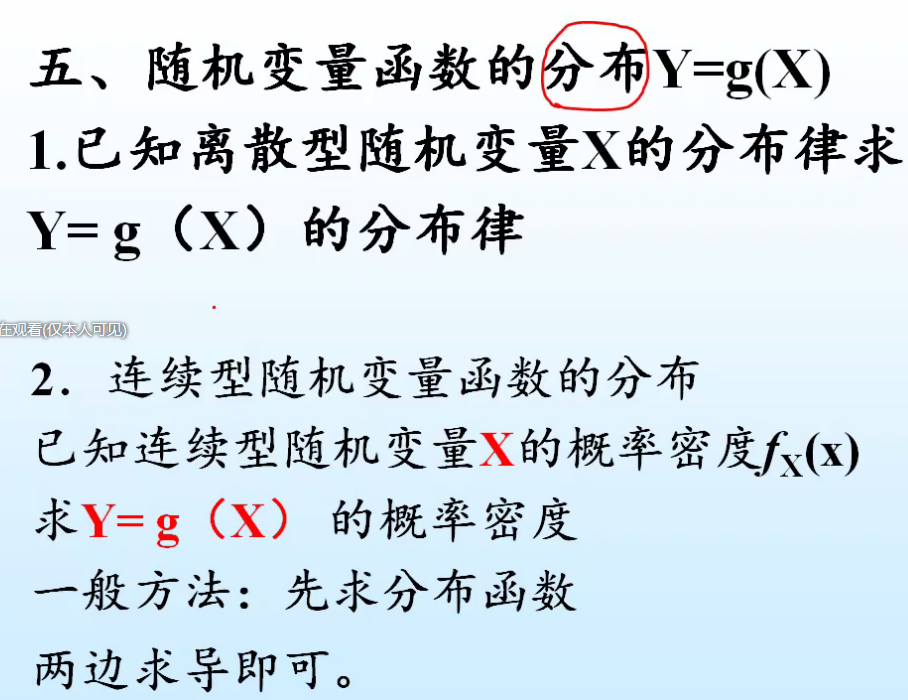 五、随机变量函数的分布Y=g(X)
1.已知离散型随机变量X的分布律求
Y= g（X）的分布律
在观看(仅本人可见)
2．连续型随机变量函数的分布
已知连续型随机变量X的概率密度fX(x)
求Y= g（X） 的概率密度
一般方法：先求分布函数
两边求导即可。